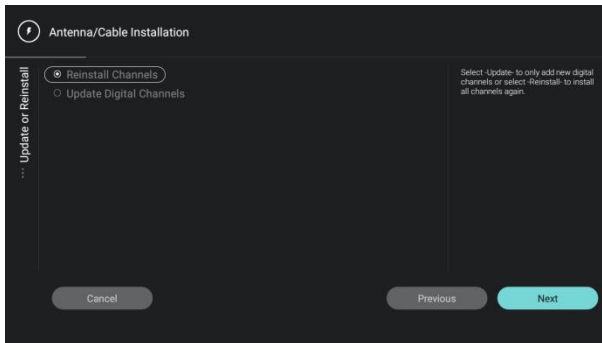 Antenna/Cable Installation
... Update or Reinstall
Reinstall Channels
Update Digital Channels
Select -Update- to only add new digital
channels or select -Reinstall- to install
all channels again.
Cancel
Previous
Next